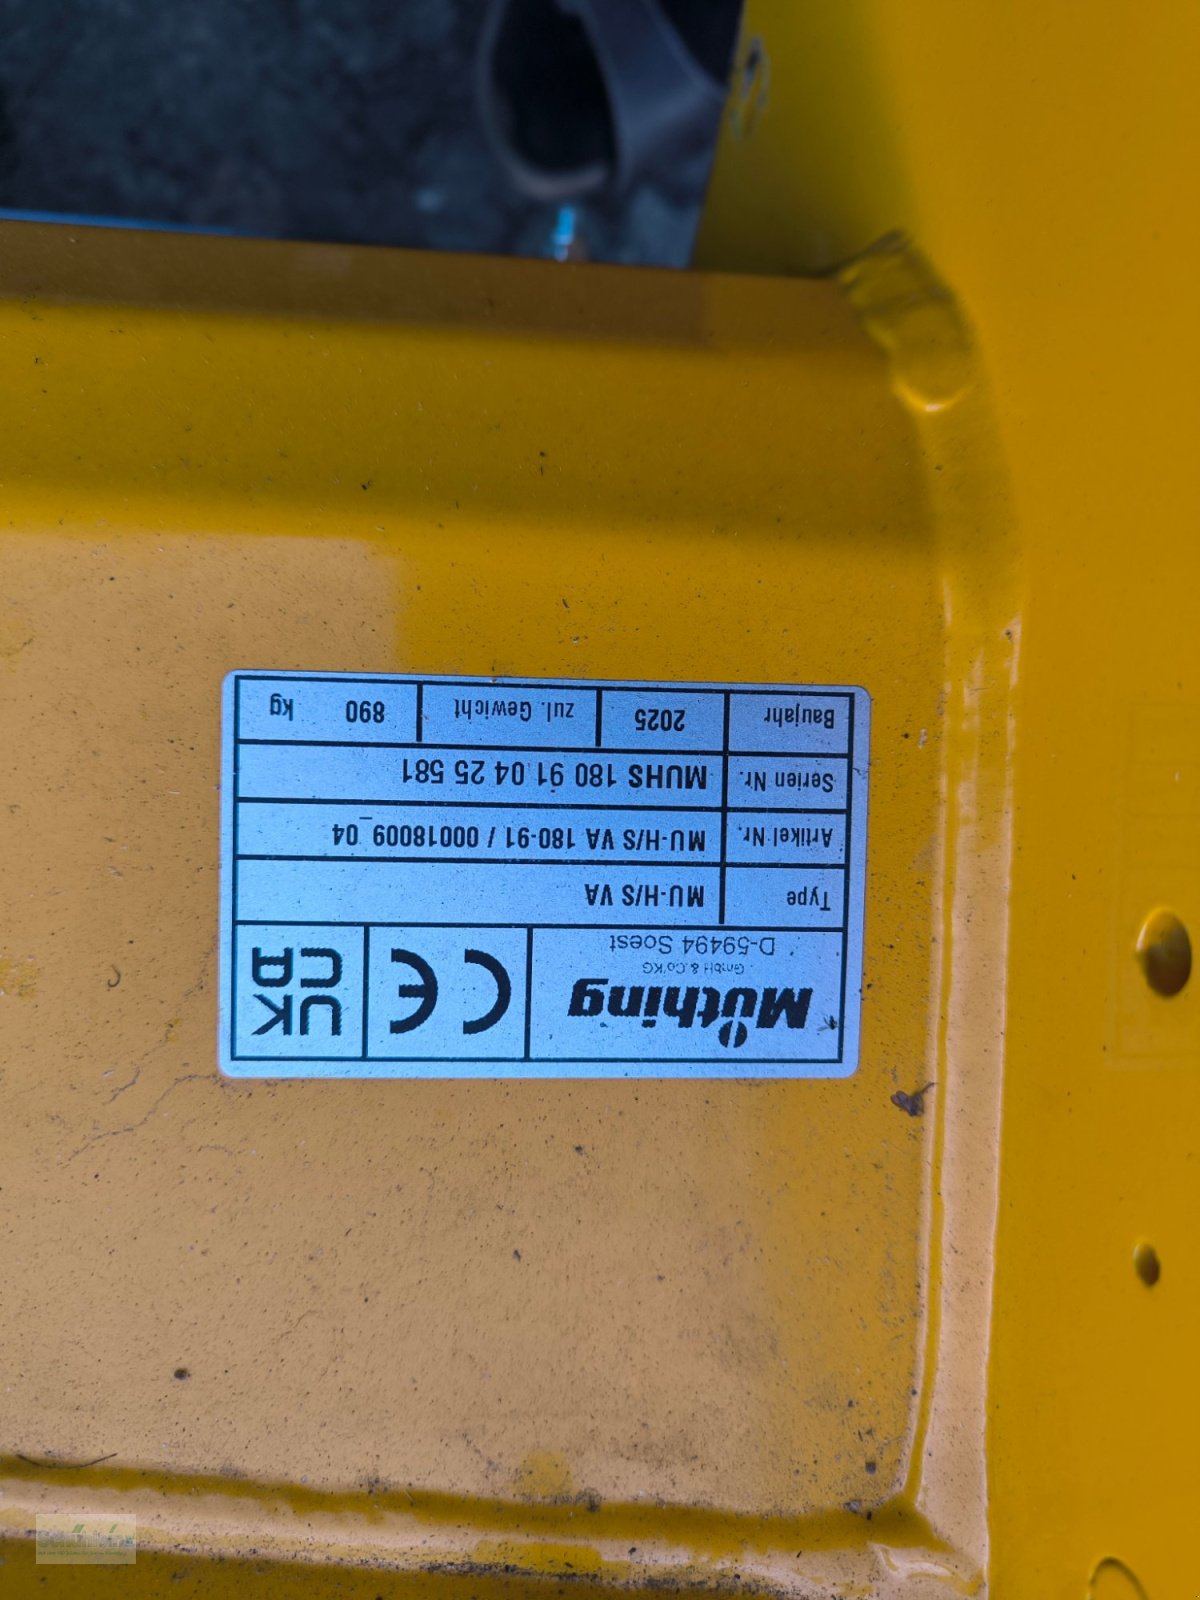 Müthing
GmbH & Co KG
D-59494 Soest
CE
UK
CA
Type MU-H/S VA
Artikel Nr. MU-H/S VA 180-91 / 00018009_04
Serien Nr. MUHS 180 91 04 25 581
Baujahr 2025 zul. Gewicht 890 kg